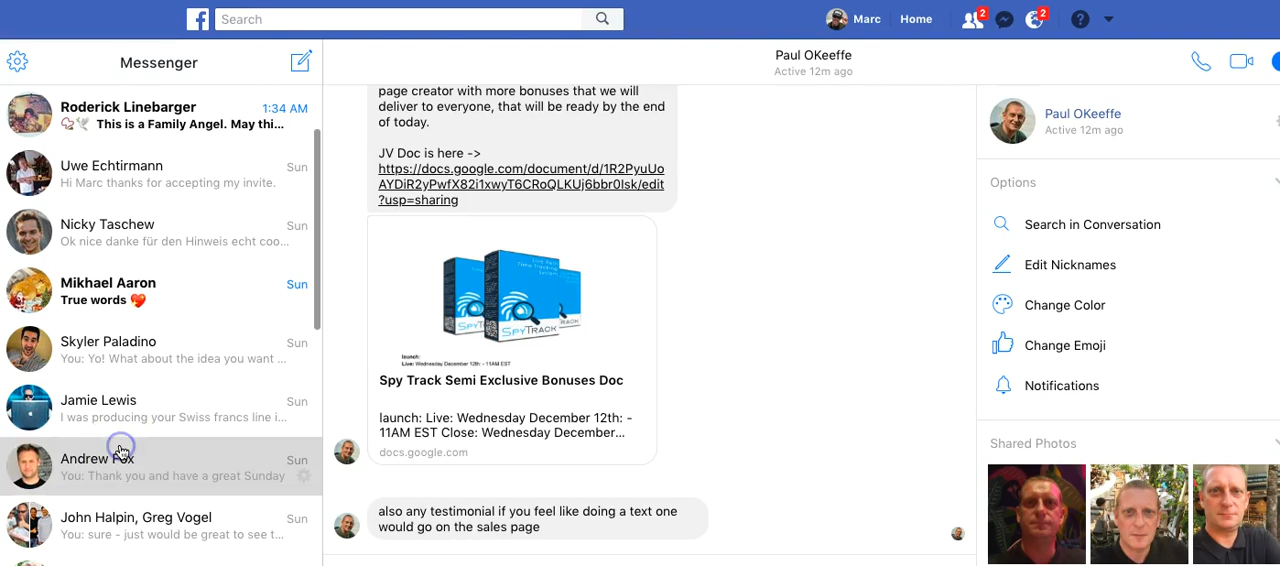 Search
Marc
Home
2
2
Messenger
Paul OKeeffe
Active 12m ago
Roderick Linebarger
1:34 AM
This is a Family Angel. May thi...
Uwe Echtirmann
Sun
Hi Marc thanks for accepting my invite.
Nicky Taschew
Sun
Ok nice danke für den Hinweis echt coo...
Mikhael Aaron
Sun
True words
Skyler Paladino
Sun
You: Yo! What about the idea you want ...
Jamie Lewis
Sun
I was producing your Swiss francs line i...
Andrew Fox
Sun
You: Thank you and have a great Sunday
John Halpin, Greg Vogel
Sun
You: sure - just would be great to see t...
page creator with more bonuses that we will
deliver to everyone, that will be ready by the end
of today.
JV Doc is here ->
https://docs.google.com/document/d/1R2PyuUo
AYDiR2yPwfX82i1xwyT6CRoQLKUj6bbr0Isk/edit
?usp=sharing
SPYTRACK
launch:
Live: Wednesday December 12th: - 11AM EST
Spy Track Semi Exclusive Bonuses Doc
launch: Live: Wednesday December 12th: -
11AM EST Close: Wednesday December...
docs.google.com
also any testimonial if you feel like doing a text one
would go on the sales page
Paul OKeeffe
Active 12m ago
Options
Search in Conversation
Edit Nicknames
Change Color
Change Emoji
Notifications
Shared Photos